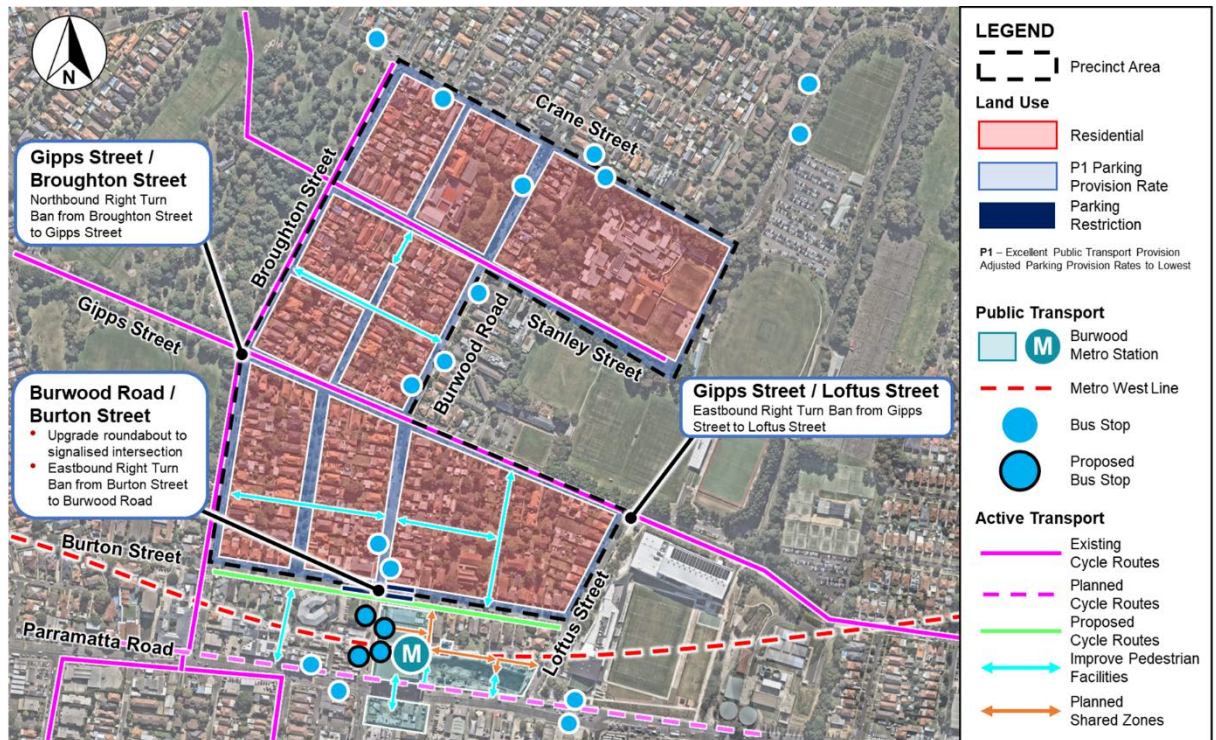 N
Gipps Street /
Broughton Street
Northbound Right Turn
Ban from Broughton Street
to Gipps Street
Crane Street
Broughton Street
Gipps Street
Burwood Road
Stanley Street
Burwood Road /
Burton Street
• Upgrade roundabout to
signalised intersection
• Eastbound Right Turn
Ban from Burton Street
to Burwood Road
Gipps Street / Loftus Street
Eastbound Right Turn Ban from Gipps
Street to Loftus Street
Burton Street
Parramatta Road
Loftus Street
M
LEGEND
Precinct Area
Land Use
Residential
P1 Parking
Provision Rate
Parking
Restriction
P1 – Excellent Public Transport Provision
Adjusted Parking Provision Rates to Lowest
Public Transport
M
Burwood
Metro Station
Metro West Line
Bus Stop
Proposed
Bus Stop
Active Transport
Existing
Cycle Routes
Planned
Cycle Routes
Proposed
Cycle Routes
Improve Pedestrian
Facilities
Planned
Shared Zones